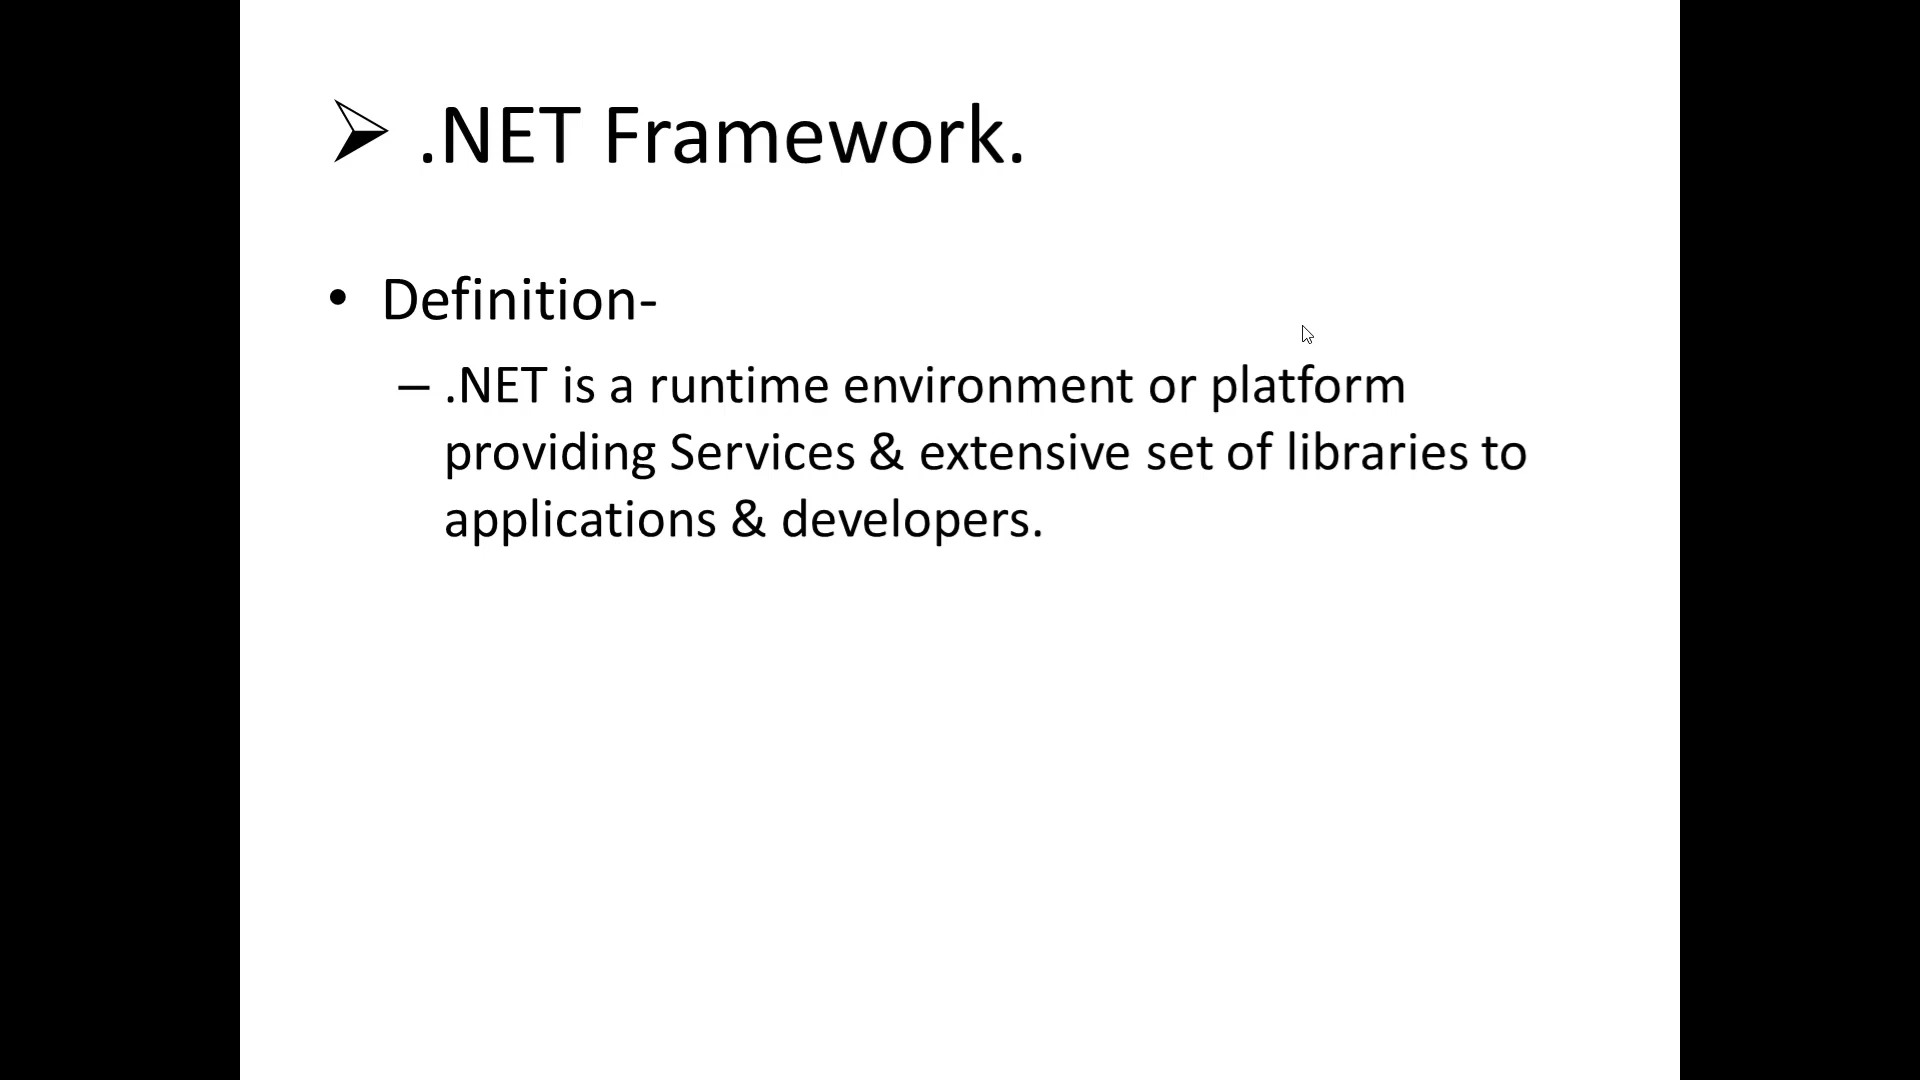 ➢ .NET Framework.
• Definition-
– .NET is a runtime environment or platform
providing Services & extensive set of libraries to
applications & developers.